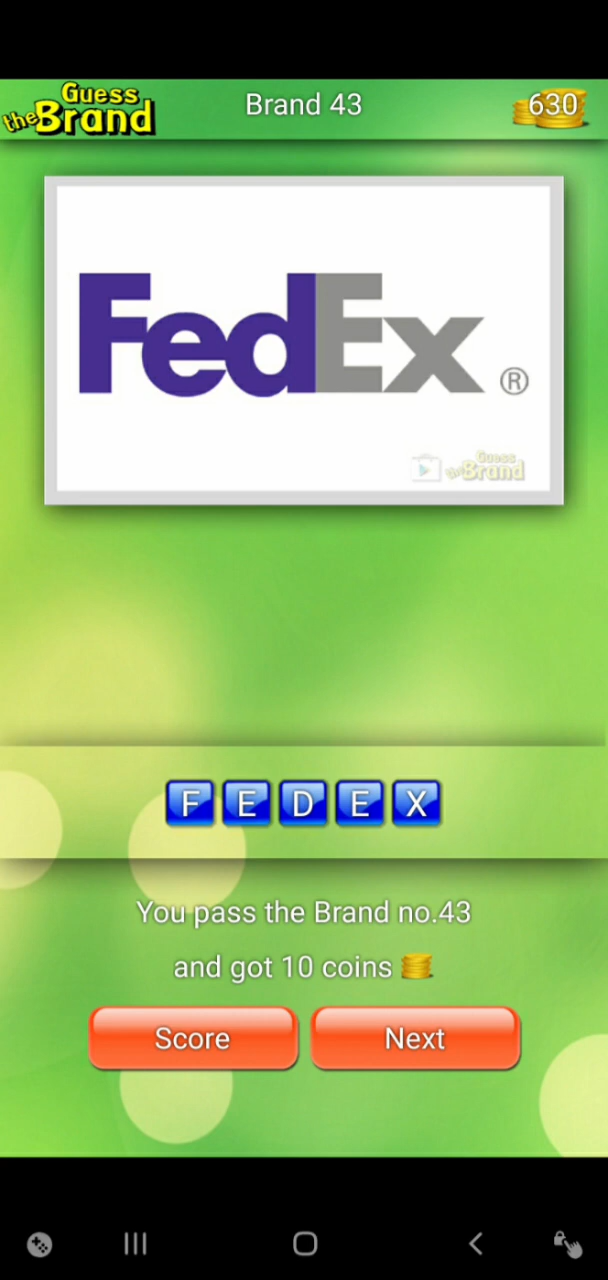 Guess
the Brand
Brand 43
630
FedEx ®
Guess
the Brand
FEDEX
You pass the Brand no.43
and got 10 coins
Score
Next